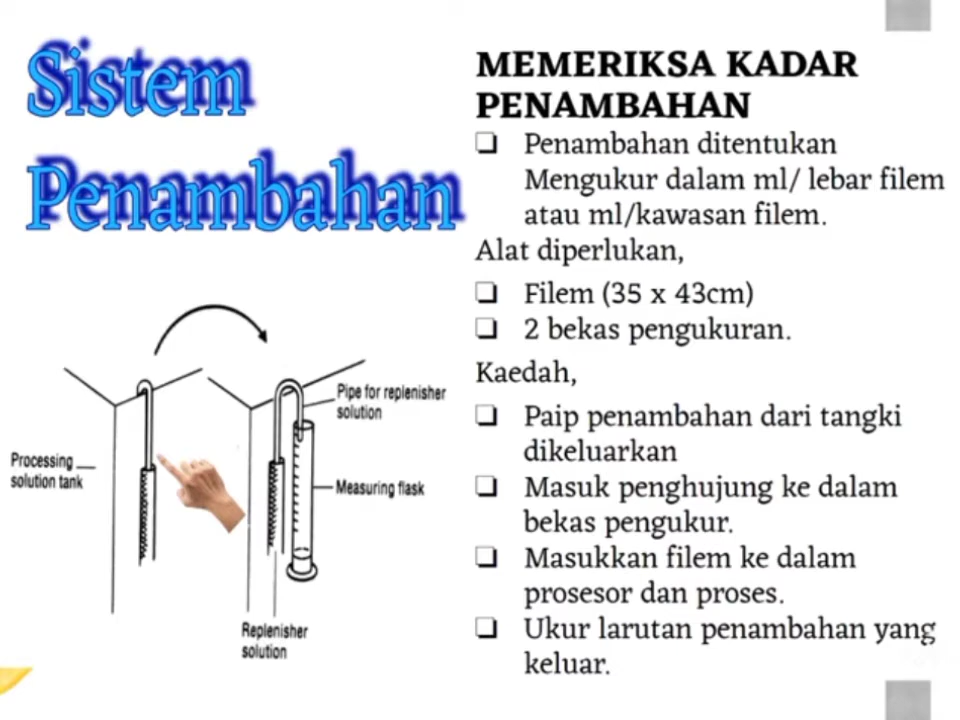 Sistem
Penambahan
MEMERIKSA KADAR
PENAMBAHAN
❑ Penambahan ditentukan
Mengukur dalam ml/ lebar filem
atau ml/kawasan filem.
Alat diperlukan,
❑ Filem (35 x 43cm)
❑ 2 bekas pengukuran.
Kaedah,
❑ Paip penambahan dari tangki
dikeluarkan
❑ Masuk penghujung ke dalam
bekas pengukur.
❑ Masukkan filem ke dalam
prosesor dan proses.
❑ Ukur larutan penambahan yang
keluar.
Pipe for replenisher
solution
Processing
solution tank
Measuring flask
Replenisher
solution